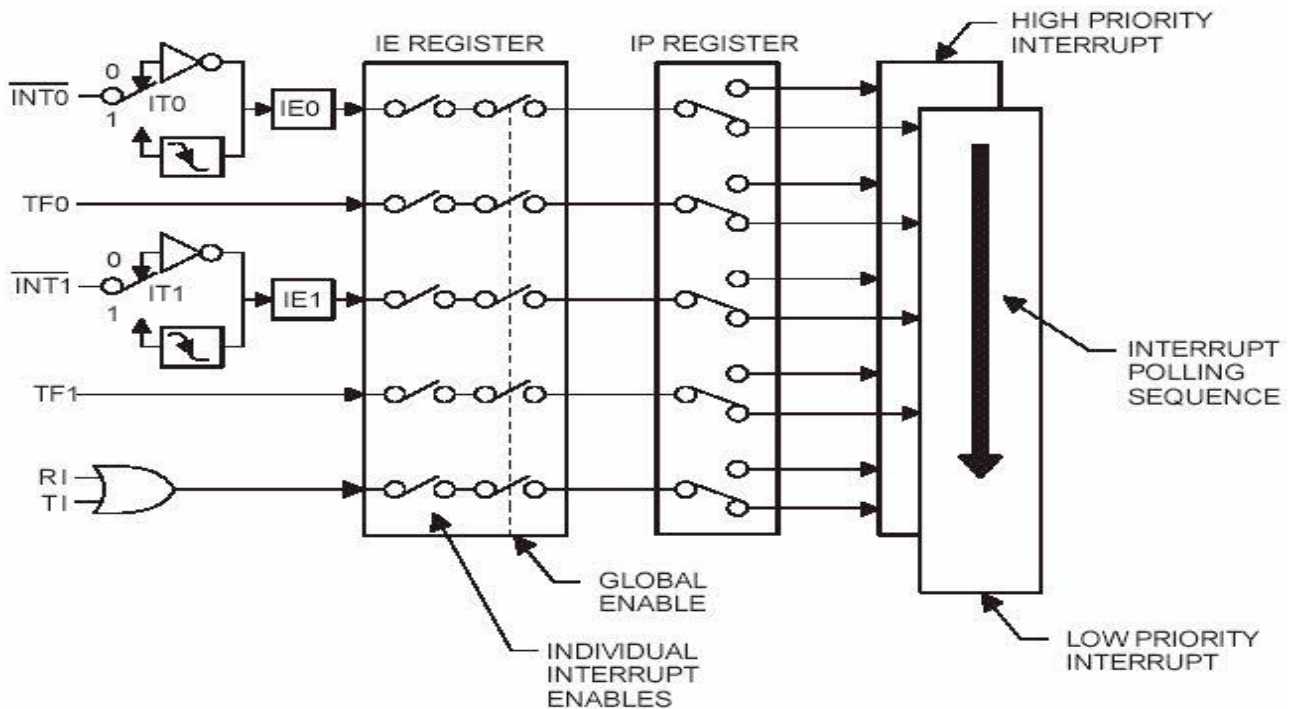 HIGH PRIORITY
INTERRUPT
IE REGISTER
IP REGISTER
0
INT0
IT0
1
IE0
TF0
0
INT1
IT1
1
IE1
INTERRUPT
POLLING
SEQUENCE
TF1
RI
TI
GLOBAL
ENABLE
LOW PRIORITY
INTERRUPT
INDIVIDUAL
INTERRUPT
ENABLES